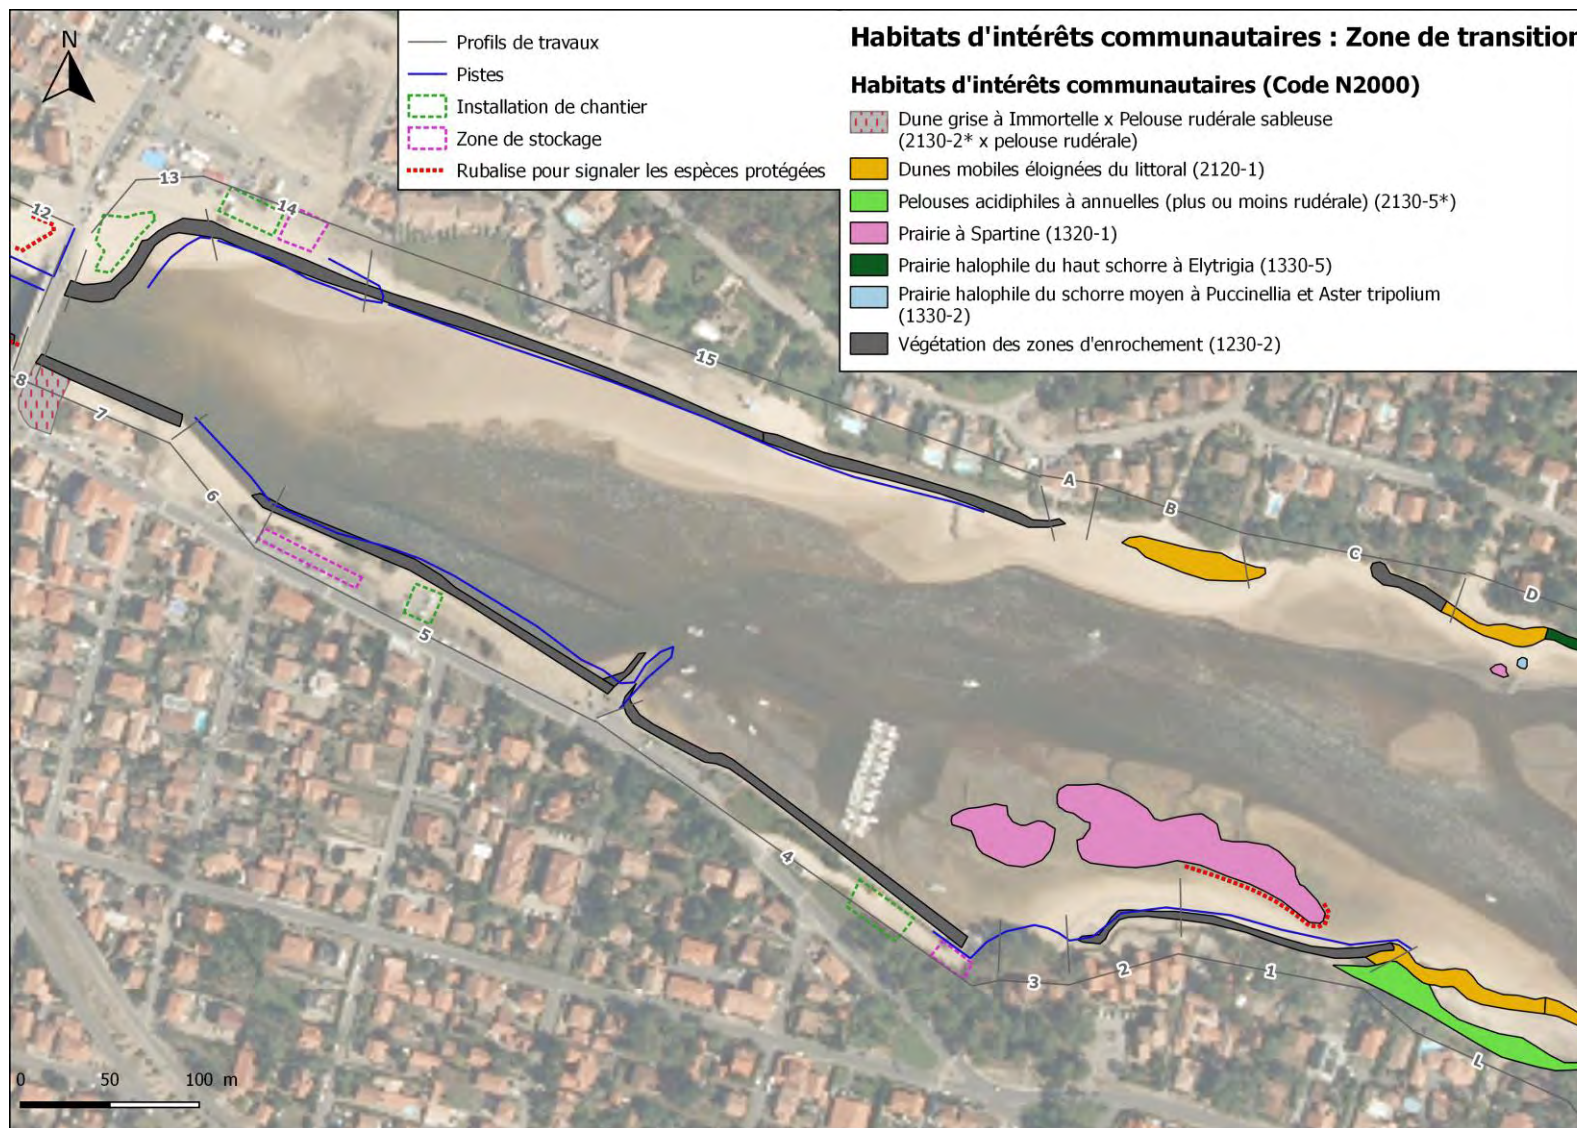 N
Profils de travaux
Pistes
Installation de chantier
Zone de stockage
Rubalise pour signaler les espèces protégées
Habitats d'intérêts communautaires : Zone de transition
Habitats d'intérêts communautaires (Code N2000)
Dune grise à Immortelle x Pelouse rudérale sableuse
(2130-2* x pelouse rudérale)
Dunes mobiles éloignées du littoral (2120-1)
Pelouses acidiphiles à annuelles (plus ou moins rudérale) (2130-5*)
Prairie à Spartine (1320-1)
Prairie halophile du haut schorre à Elytrigia (1330-5)
Prairie halophile du schorre moyen à Puccinellia et Aster tripolium
(1330-2)
Végétation des zones d'enrochement (1230-2)
12
13
14
15
A
B
C
D
8
7
6
5
4
3
2
1
L
0 50 100 m